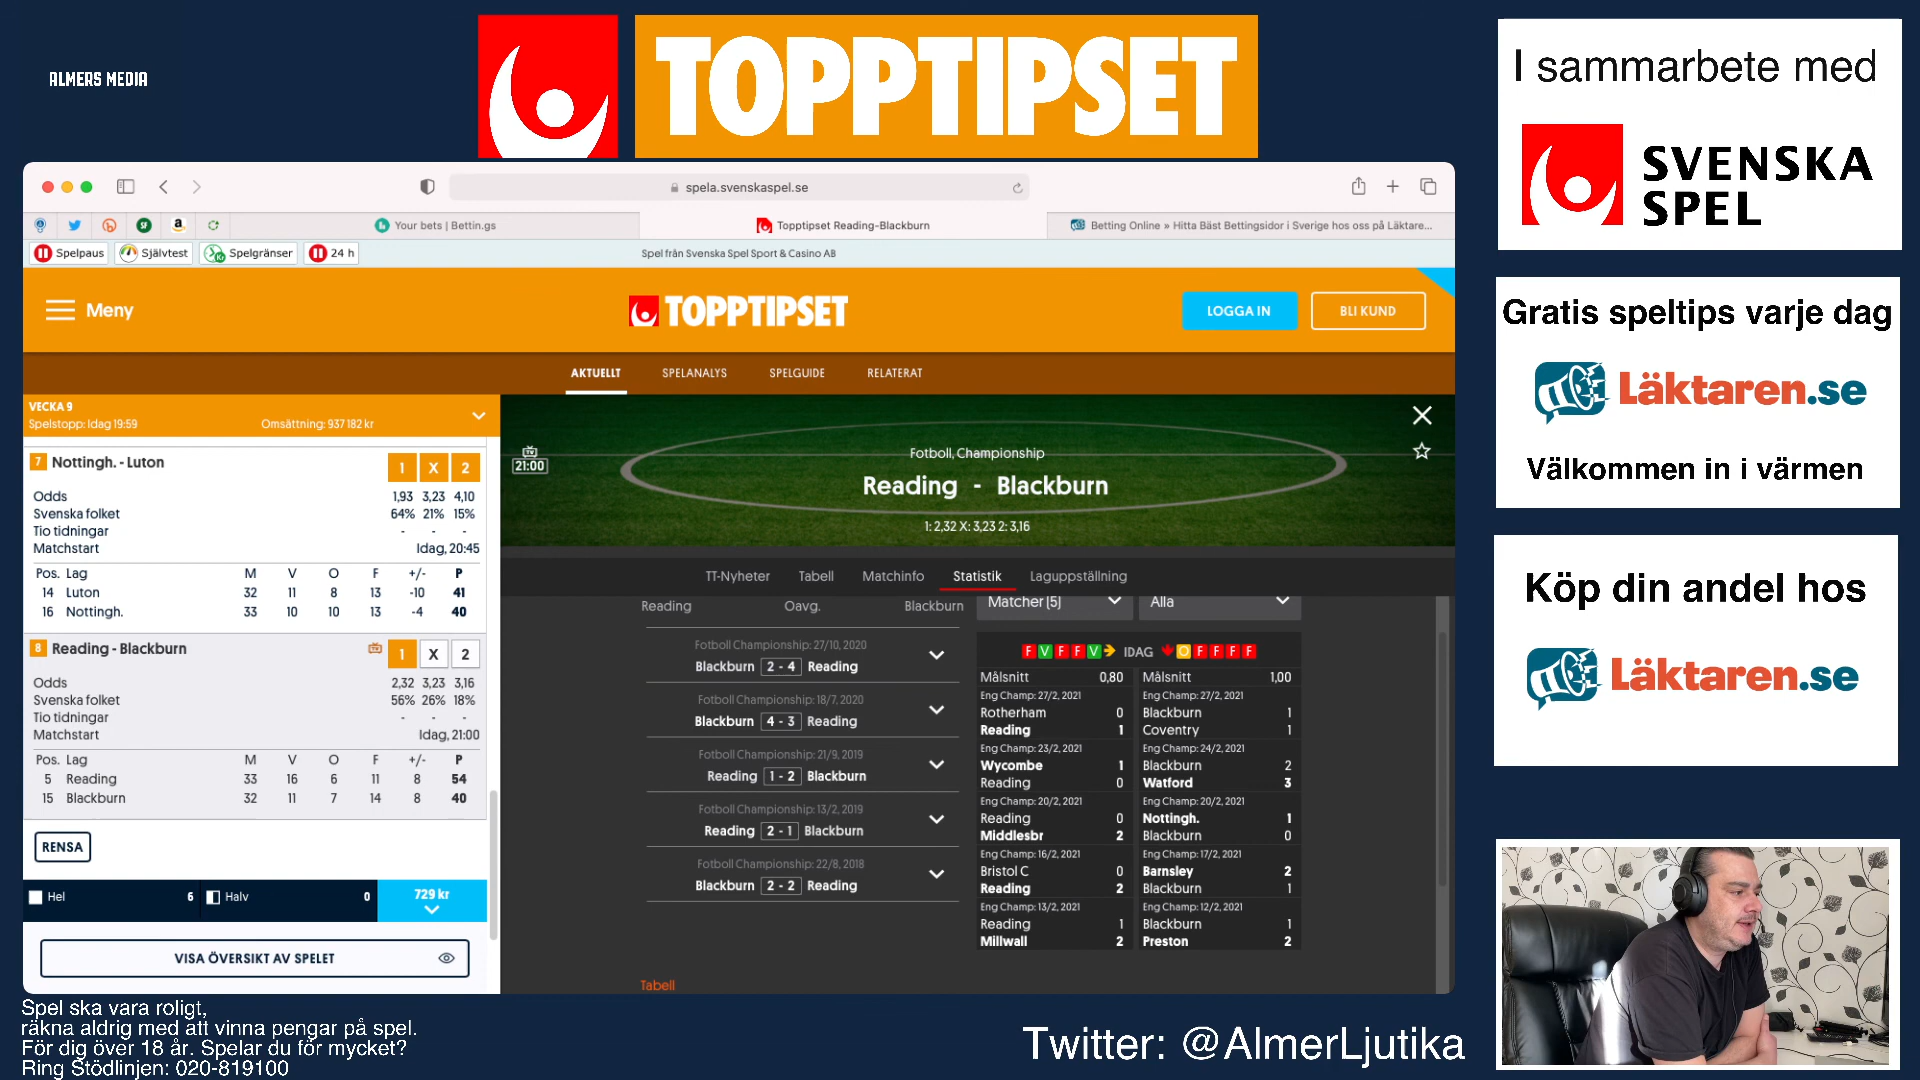 ALMERS MEDIA
TOPPTIPSET
I sammarbete med
SVENSKA
SPEL
spela.svenskaspel.se
Your bets | Bettin.gs
Topptipset Reading-Blackburn
Betting Online » Hitta Bäst Bettingsidor i Sverige hos oss på Läktare...
Spelpaus
Självtest
Spelgränser
24 h
Spel från Svenska Spel Sport & Casino AB
Meny
TOPPTIPSET
LOGGA IN
BLI KUND
AKTUELLT SPELANALYS SPELGUIDE RELATERAT
Gratis speltips varje dag
Läktaren.se
Välkommen in i värmen
Köp din andel hos
Läktaren.se
VECKA 9
Spelstopp: Idag 19:59 Omsättning: 937 182 kr
7 Nottingh. - Luton 1 X 2
Odds 1,93 3,23 4,10
Svenska folket 64% 21% 15%
Tio tidningar - - -
Matchstart Idag, 20:45
Pos. Lag M V O F +/- P
14 Luton 32 11 8 13 -10 41
16 Nottingh. 33 10 10 13 -4 40
8 Reading - Blackburn TV 1 X 2
Odds 2,32 3,23 3,16
Svenska folket 56% 26% 18%
Tio tidningar - - -
Matchstart Idag, 21:00
Pos. Lag M V O F +/- P
5 Reading 33 16 6 11 8 54
15 Blackburn 32 11 7 14 8 40
RENSA
Hel 6 Halv 0 729 kr
VISA ÖVERSIKT AV SPELET
TV
21:00
Fotboll, Championship
Reading - Blackburn
1: 2,32 X: 3,23 2: 3,16
TT-Nyheter Tabell Matchinfo Statistik Laguppställning
Reading Oavg. Blackburn
Fotboll Championship: 27/10, 2020
Blackburn 2 - 4 Reading
Fotboll Championship: 18/7, 2020
Blackburn 4 - 3 Reading
Fotboll Championship: 21/9, 2019
Reading 1 - 2 Blackburn
Fotboll Championship: 13/2, 2019
Reading 2 - 1 Blackburn
Fotboll Championship: 22/8, 2018
Blackburn 2 - 2 Reading
Matcher (5) Alla
F V F F V IDAG O F F F F
Målsnitt 0,80 Målsnitt 1,00
Eng Champ: 27/2, 2021 Eng Champ: 27/2, 2021
Rotherham 0 Blackburn 1
Reading 1 Coventry 1
Eng Champ: 23/2, 2021 Eng Champ: 24/2, 2021
Wycombe 1 Blackburn 2
Reading 0 Watford 3
Eng Champ: 20/2, 2021 Eng Champ: 20/2, 2021
Reading 0 Nottingh. 1
Middlesbr 2 Blackburn 0
Eng Champ: 16/2, 2021 Eng Champ: 17/2, 2021
Bristol C 0 Barnsley 2
Reading 2 Blackburn 1
Eng Champ: 13/2, 2021 Eng Champ: 12/2, 2021
Reading 1 Blackburn 1
Millwall 2 Preston 2
Tabell
Spel ska vara roligt,
räkna aldrig med att vinna pengar på spel.
För dig över 18 år. Spelar du för mycket?
Ring Stödlinjen: 020-819100
Twitter: @AlmerLjutika